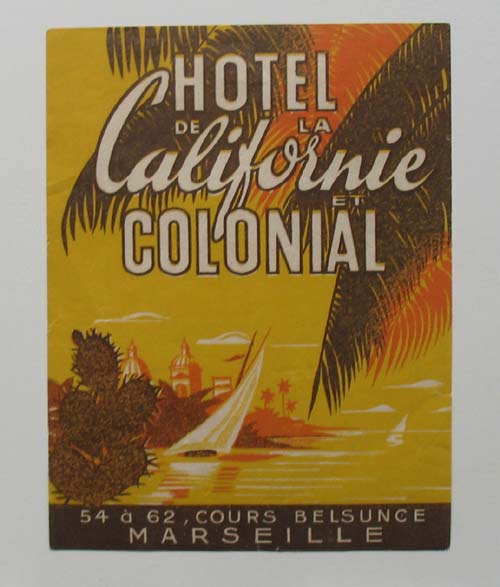 HOTEL
DE LA
Californie
ET
COLONIAL
54 à 62, COURS BELSUNCE
MARSEILLE